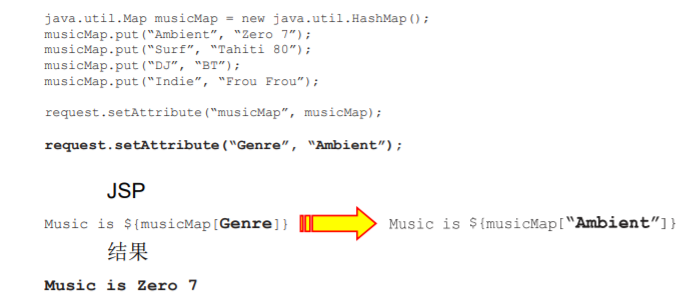 java.util.Map musicMap = new java.util.HashMap();
musicMap.put(“Ambient”, “Zero 7”);
musicMap.put(“Surf”, “Tahiti 80”);
musicMap.put(“DJ”, “BT”);
musicMap.put(“Indie”, “Frou Frou”);
request.setAttribute(“musicMap”, musicMap);
request.setAttribute(“Genre”, “Ambient”);
JSP
Music is ${musicMap[Genre]} Music is ${musicMap[“Ambient”]}
结果
Music is Zero 7